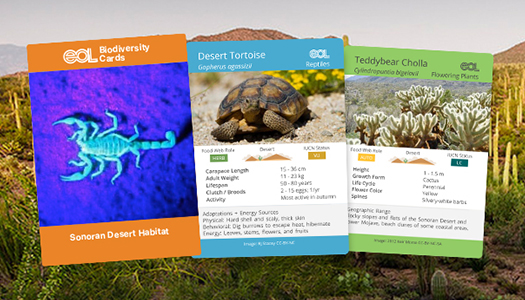 eol Biodiversity
Cards
Sonoran Desert Habitat
Desert Tortoise
Gopherus agassizii
eol
Reptiles
Food Web Role
Desert
IUCN Status
HERB
VU
Carapace Length 15 - 36 cm
Adult Weight 11 - 23 kg
Lifespan 50 - 80 years
Clutch / Broods 2 - 15 eggs; 1/yr
Activity Most active in autumn
Adaptations + Energy Sources
Physical: Hard shell and scaly, thick skin
Behavioral: Dig burrows to escape heat, hibernate
Energy: Leaves, stems, flowers, and fruits
Teddybear Cholla
Cylindropuntia bigelovii
eol
Flowering Plants
Food Web Role
Desert
IUCN Status
AUTO
LC
Height 1 - 1.5 m
Growth Form Cactus
Life Cycle Perennial
Flower Color Yellow
Spines Silvery-white barbs
Geographic Range
Rocky slopes and flats of the Sonoran Desert and
lower Mojave, beach dunes of some coastal areas.